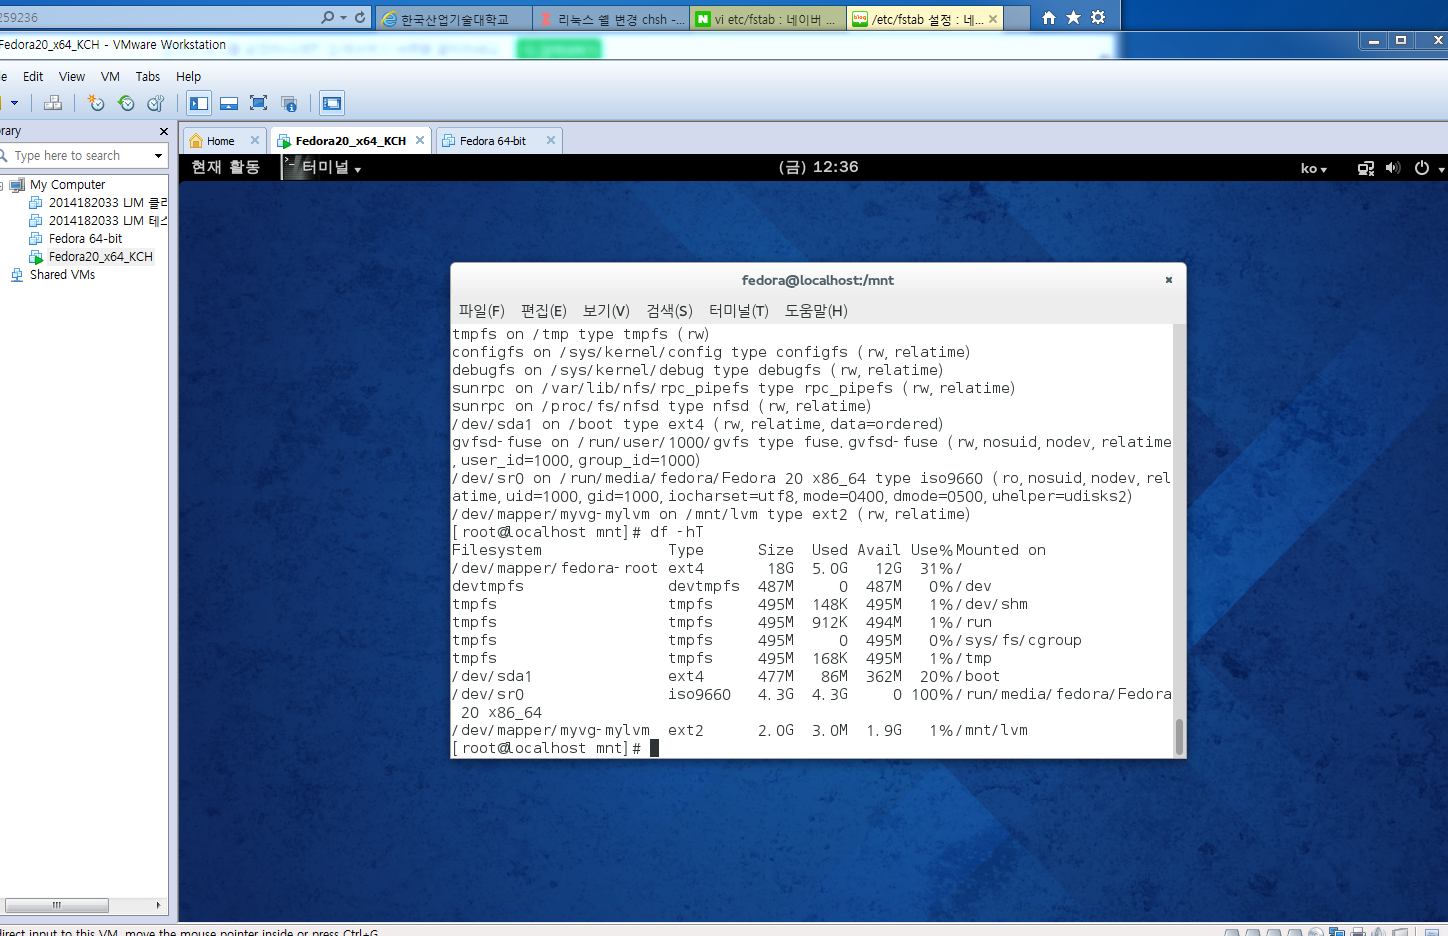 259236
한국산업기술대학교
리눅스 쉘 변경 chsh -...
vi etc/fstab : 네이버 ...
/etc/fstab 설정 : 네...
Fedora20_x64_KCH - VMware Workstation
Edit View VM Tabs Help
Type here to search
Home
Fedora20_x64_KCH
Fedora 64-bit
My Computer
2014182033 LJM 클리
2014182033 LJM 테스
Fedora 64-bit
Fedora20_x64_KCH
Shared VMs
현재 활동
터미널
(금) 12:36
ko
fedora@localhost:/mnt
파일(F) 편집(E) 보기(V) 검색(S) 터미널(T) 도움말(H)
tmpfs on /tmp type tmpfs (rw)
configfs on /sys/kernel/config type configfs (rw,relatime)
debugfs on /sys/kernel/debug type debugfs (rw,relatime)
sunrpc on /var/lib/nfs/rpc_pipefs type rpc_pipefs (rw,relatime)
sunrpc on /proc/fs/nfsd type nfsd (rw,relatime)
/dev/sda1 on /boot type ext4 (rw,relatime,data=ordered)
gvfsd-fuse on /run/user/1000/gvfs type fuse.gvfsd-fuse (rw,nosuid,nodev,relatime
,user_id=1000,group_id=1000)
/dev/sr0 on /run/media/fedora/Fedora 20 x86_64 type iso9660 (ro,nosuid,nodev,rel
atime,uid=1000,gid=1000,iocharset=utf8,mode=0400,dmode=0500,uhelper=udisks2)
/dev/mapper/myvg-mylvm on /mnt/lvm type ext2 (rw,relatime)
[root@localhost mnt]# df -hT
Filesystem Type Size Used Avail Use% Mounted on
/dev/mapper/fedora-root ext4 18G 5.0G 12G 31% /
devtmpfs devtmpfs 487M 0 487M 0% /dev
tmpfs tmpfs 495M 148K 495M 1% /dev/shm
tmpfs tmpfs 495M 912K 494M 1% /run
tmpfs tmpfs 495M 0 495M 0% /sys/fs/cgroup
tmpfs tmpfs 495M 168K 495M 1% /tmp
/dev/sda1 ext4 477M 86M 362M 20% /boot
/dev/sr0 iso9660 4.3G 4.3G 0 100% /run/media/fedora/Fedora
20 x86_64
/dev/mapper/myvg-mylvm ext2 2.0G 3.0M 1.9G 1% /mnt/lvm
[root@localhost mnt]#
direct input to this VM, move the mouse pointer inside or press Ctrl+G.